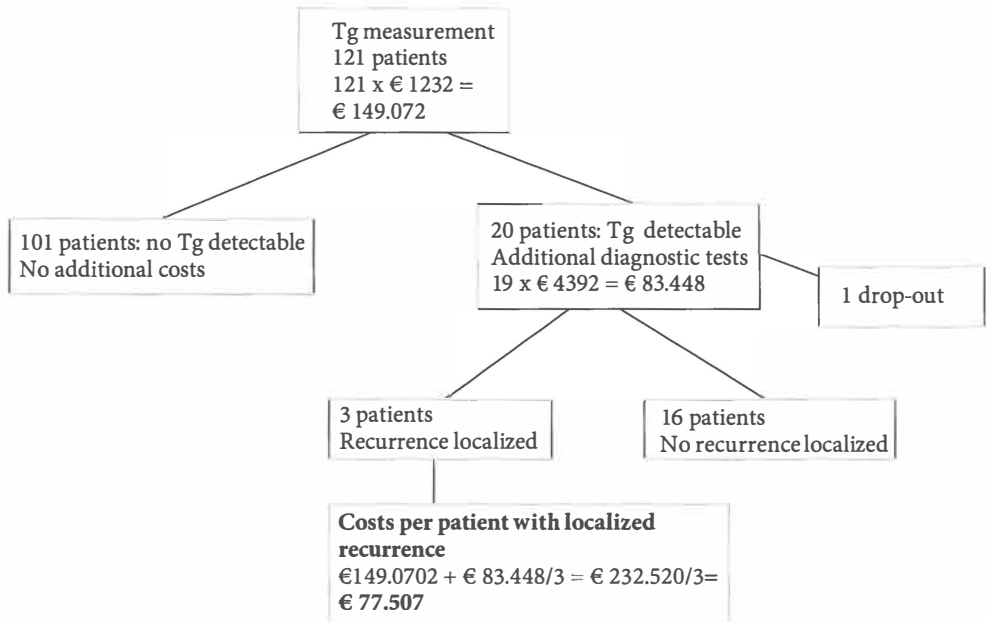 Tg measurement
121 patients
121 x € 1232 =
€ 149.072
101 patients: no Tg detectable
No additional costs
20 patients: Tg detectable
Additional diagnostic tests
19 x € 4392 = € 83.448
1 drop-out
3 patients
Recurrence localized
16 patients
No recurrence localized
Costs per patient with localized
recurrence
€149.0702 + € 83.448/3 = € 232.520/3=
€ 77.507